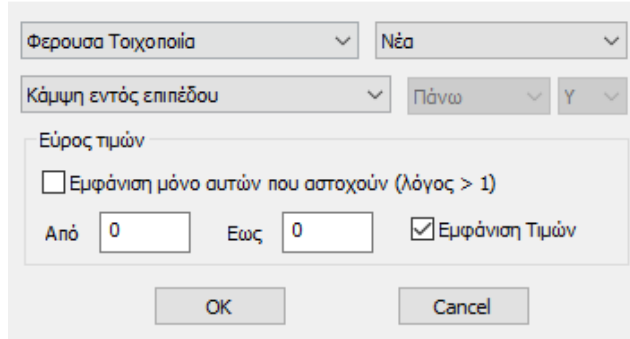 Φερουσα Τοιχοποιία Νέα
Κάμψη εντός επιπέδου Πάνω Υ
Εύρος τιμών
Εμφάνιση μόνο αυτών που αστοχούν (λόγος > 1)
Από 0 Εως 0 Εμφάνιση Τιμών
OK Cancel